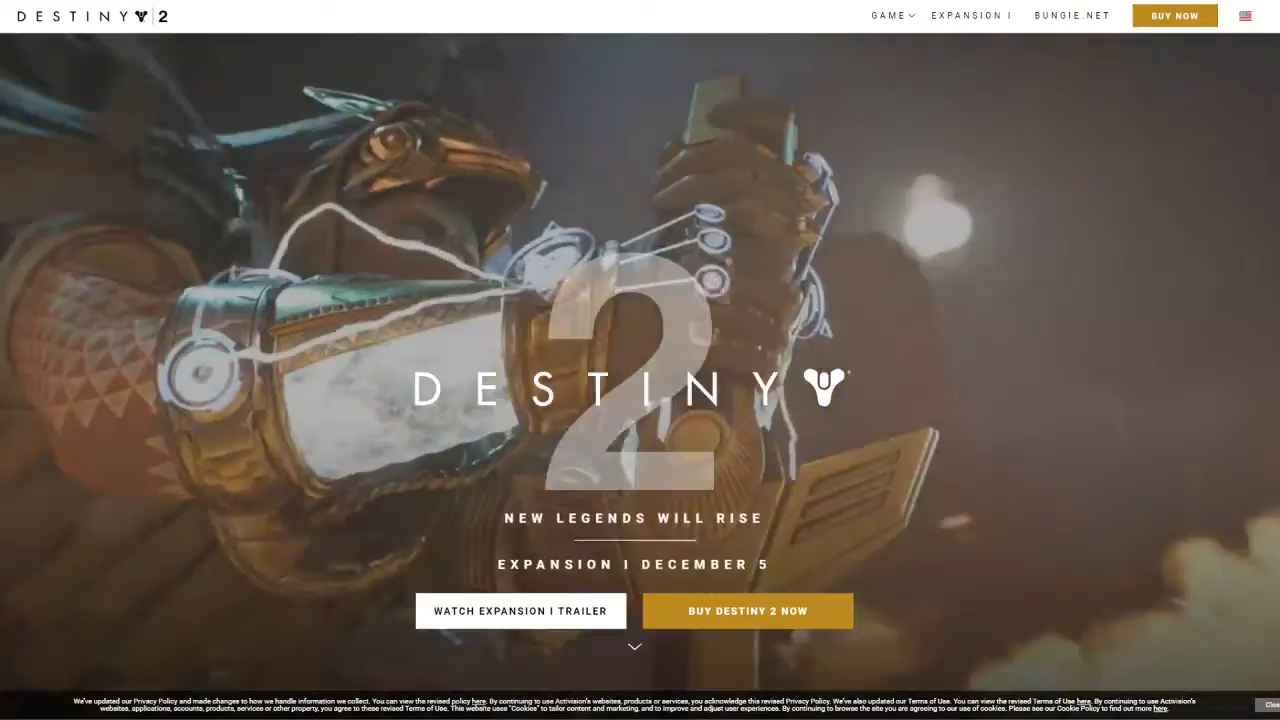 DESTINY 2
GAME
EXPANSION I
BUNGIE.NET
BUY NOW
2
DESTINY
NEW LEGENDS WILL RISE
EXPANSION I DECEMBER 5
WATCH EXPANSION I TRAILER
BUY DESTINY 2 NOW
We've updated our Privacy Policy and made changes to how we handle information we collect. You can view the revised policy here. By continuing to use Activision's websites, products or services, you acknowledge this revised Privacy Policy. We've also updated our Terms of Use. You can view the revised Terms of Use here. By continuing to use Activision's
websites, applications, accounts, products, services or other property, you agree to these revised Terms of Use. This website uses "Cookies" to tailor content and marketing, and to improve and adjust user experiences. By continuing to browse the site you are agreeing to our use of cookies. Please see our Cookie Policy to find out more here.
Clos